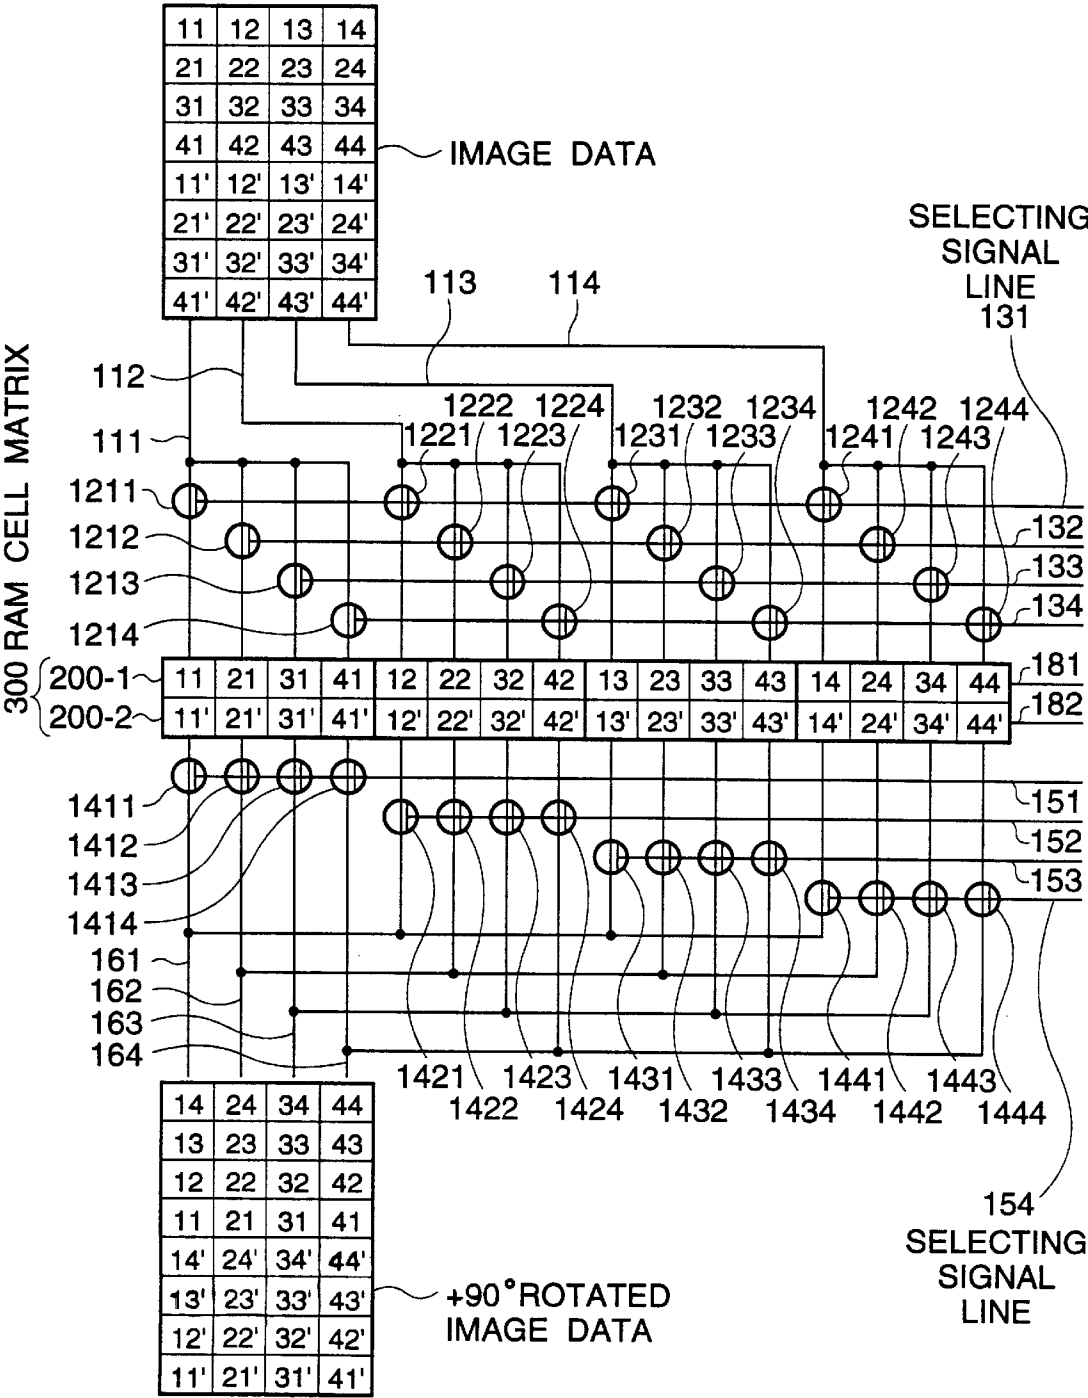 11 12 13 14
21 22 23 24
31 32 33 34
41 42 43 44
IMAGE DATA
11' 12' 13' 14'
21' 22' 23' 24'
31' 32' 33' 34'
41' 42' 43' 44'
SELECTING
SIGNAL
LINE
131
113
114
112
111
1222 1224 1232 1234 1242 1244
1221 1223 1231 1233 1241 1243
1211
1212
1213
1214
132
133
134
300 RAM CELL MATRIX
200-1 11 21 31 41 12 22 32 42 13 23 33 43 14 24 34 44 181
200-2 11' 21' 31' 41' 12' 22' 32' 42' 13' 23' 33' 43' 14' 24' 34' 44' 182
1411
1412
1413
1414
151
152
153
161
162
163
164
1421 1423 1431 1433 1441 1443
1422 1424 1432 1434 1442 1444
154
SELECTING
SIGNAL
LINE
14 24 34 44
13 23 33 43
12 22 32 42
11 21 31 41
14' 24' 34' 44'
13' 23' 33' 43'
12' 22' 32' 42'
11' 21' 31' 41'
+90°ROTATED
IMAGE DATA